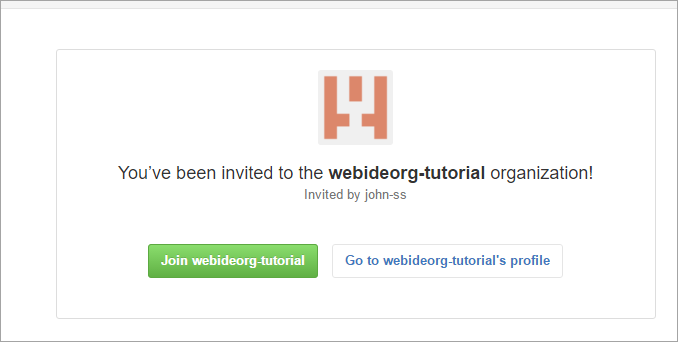 You’ve been invited to the webideorg-tutorial organization!
Invited by john-ss
Join webideorg-tutorial
Go to webideorg-tutorial's profile